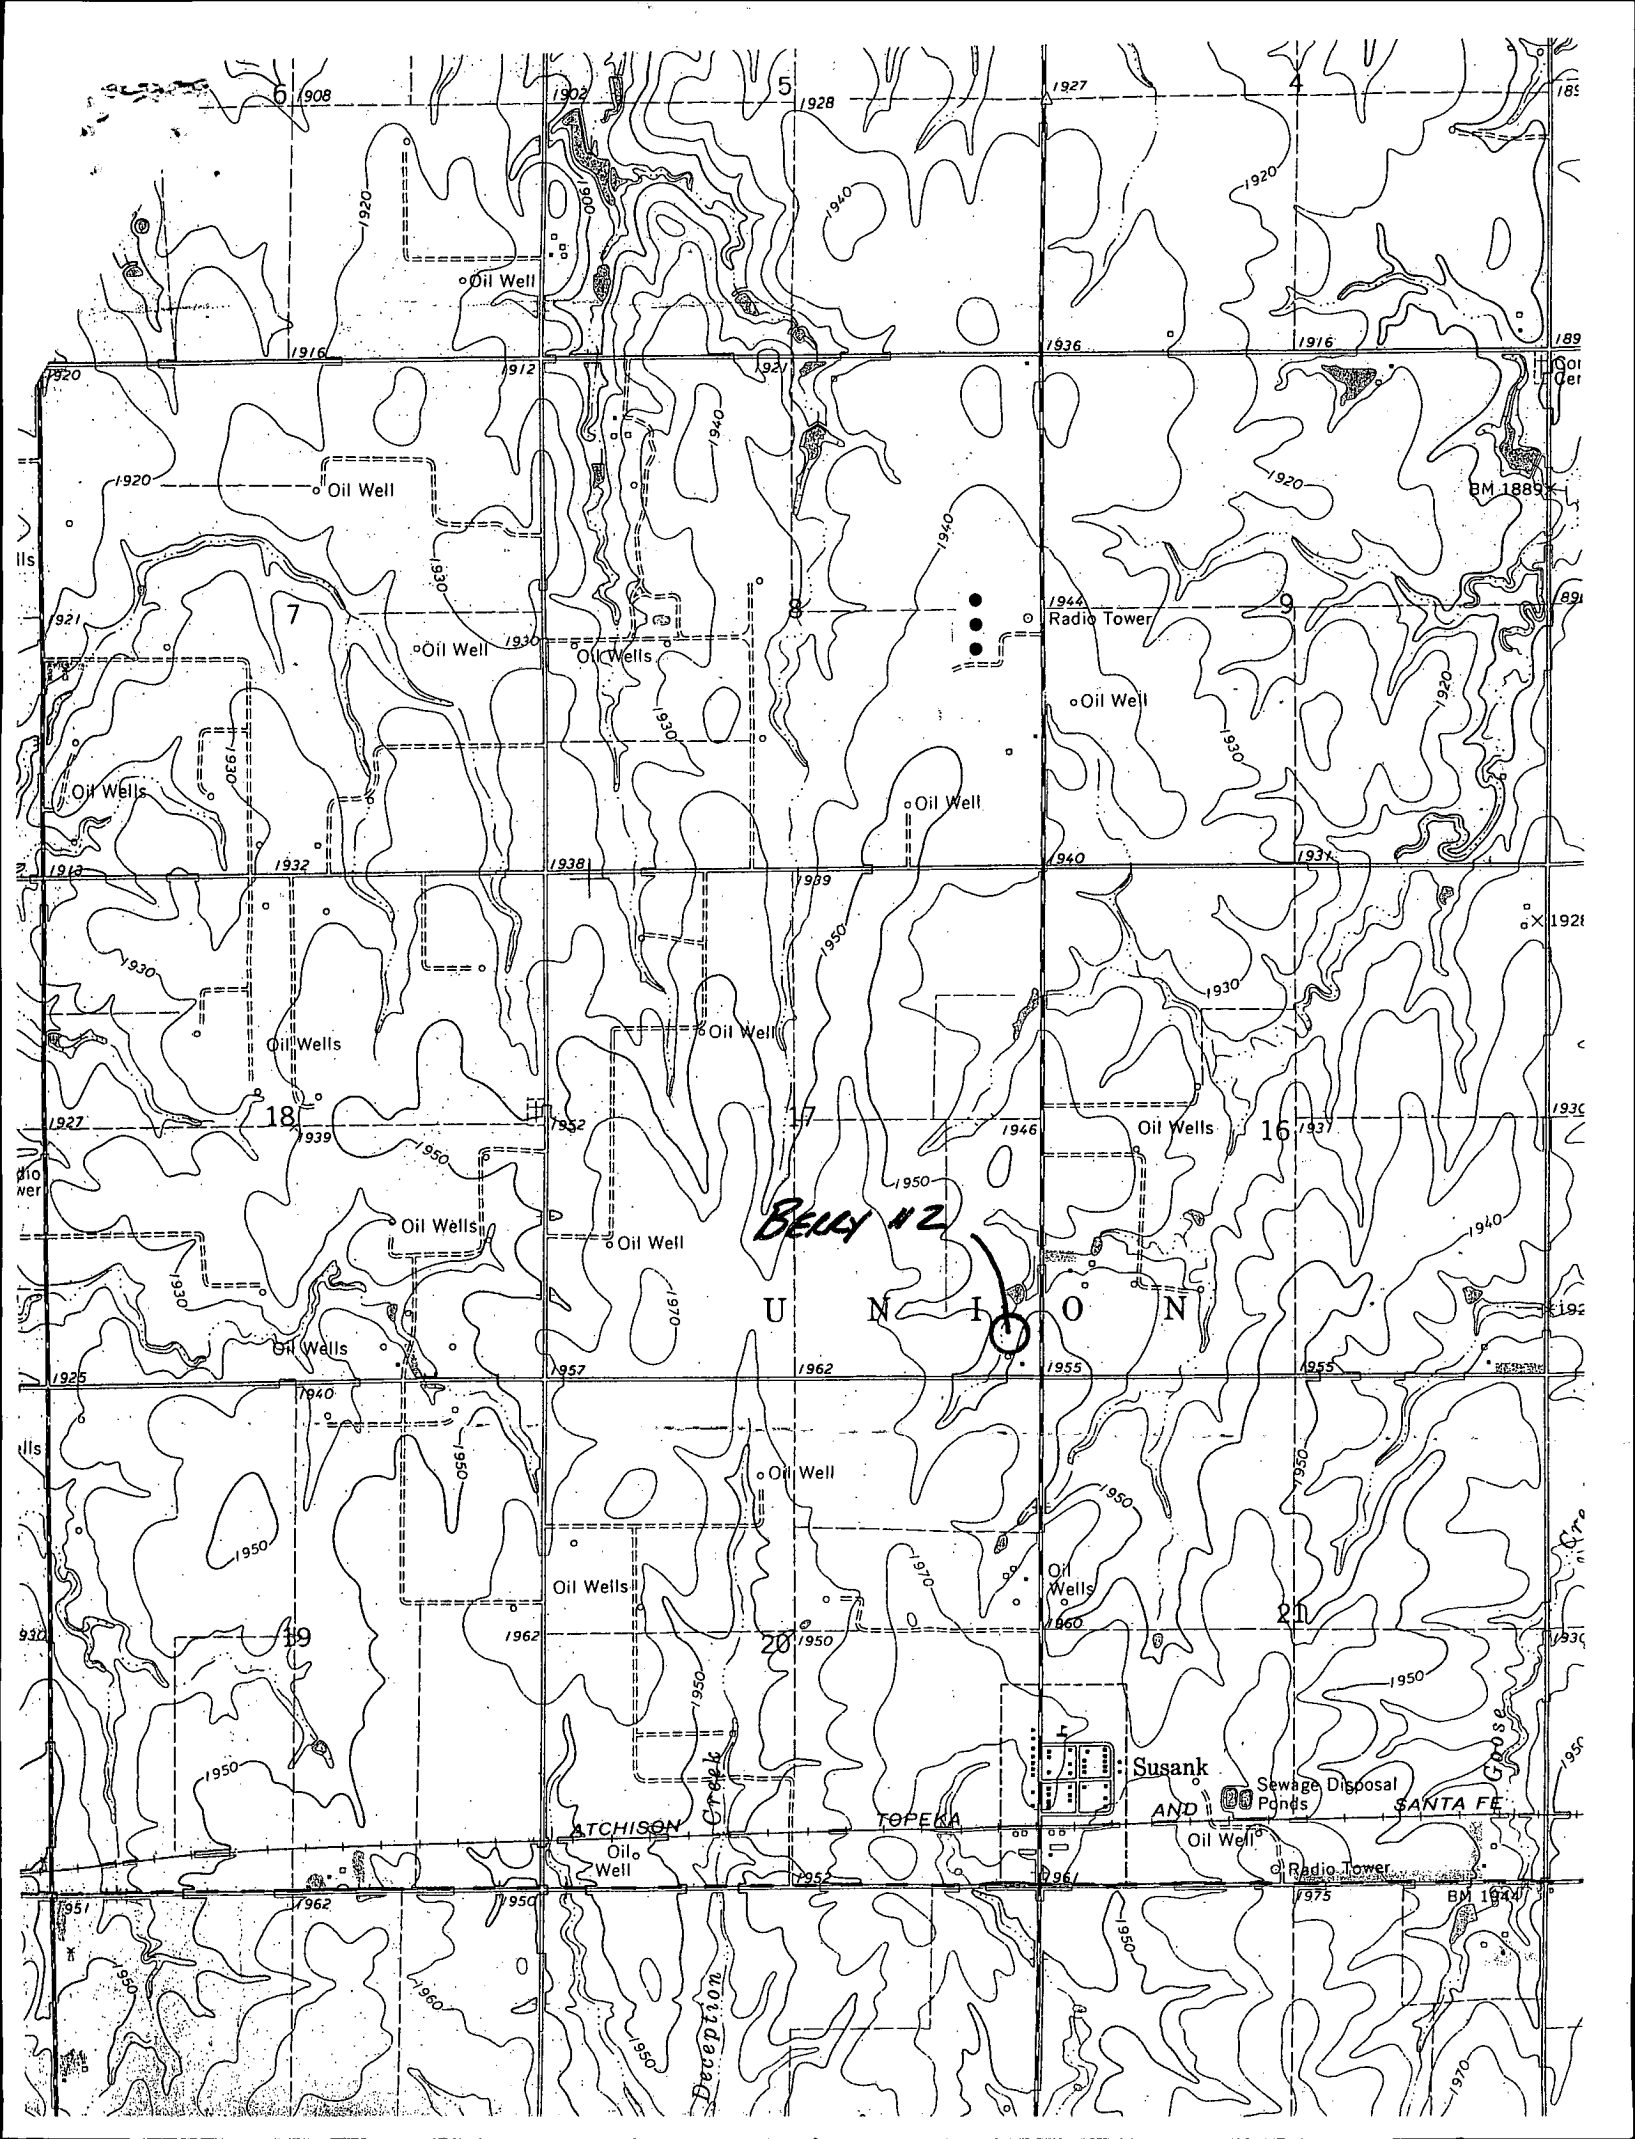 6 1908 1902 5 1928 1927 4
1920 1900 1940 1920
Oil Well
1916 1936 1916
1920 1912 1921
1940
1920 Oil Well 1920
BM 1889
1940
1930
7 8 1944 9
1921 Radio Tower
Oil Well 1930 Oil Wells
1920
Oil Well
1930 1930 1930
Oil Wells Oil Well
1913 1932 1938 1939 1940 1931
1950 1928
1930 1930
Oil Wells Oil Well
18 17 16
1927 1939 1952 1946 Oil Wells 1937
1950
1950
BERRY #2
Oil Wells Oil Well 1940
1930 1970
U N I O N
Oil Wells
1925 1940 1957 1962 1955 1955
1950 Oil Well 1950
1950
1950 1970
Oil Wells Oil Wells
19 1962 20 1950 1960 21
1950 1950
Susank Goose
1950 Creek Sewage Disposal Ponds
ATCHISON TOPEKA AND SANTA FE
Oil Well Oil Well
Radio Tower
1951 1962 1950 1952 1961 1975 BM 1944
1950 1960 1950 1950
Deception 1970